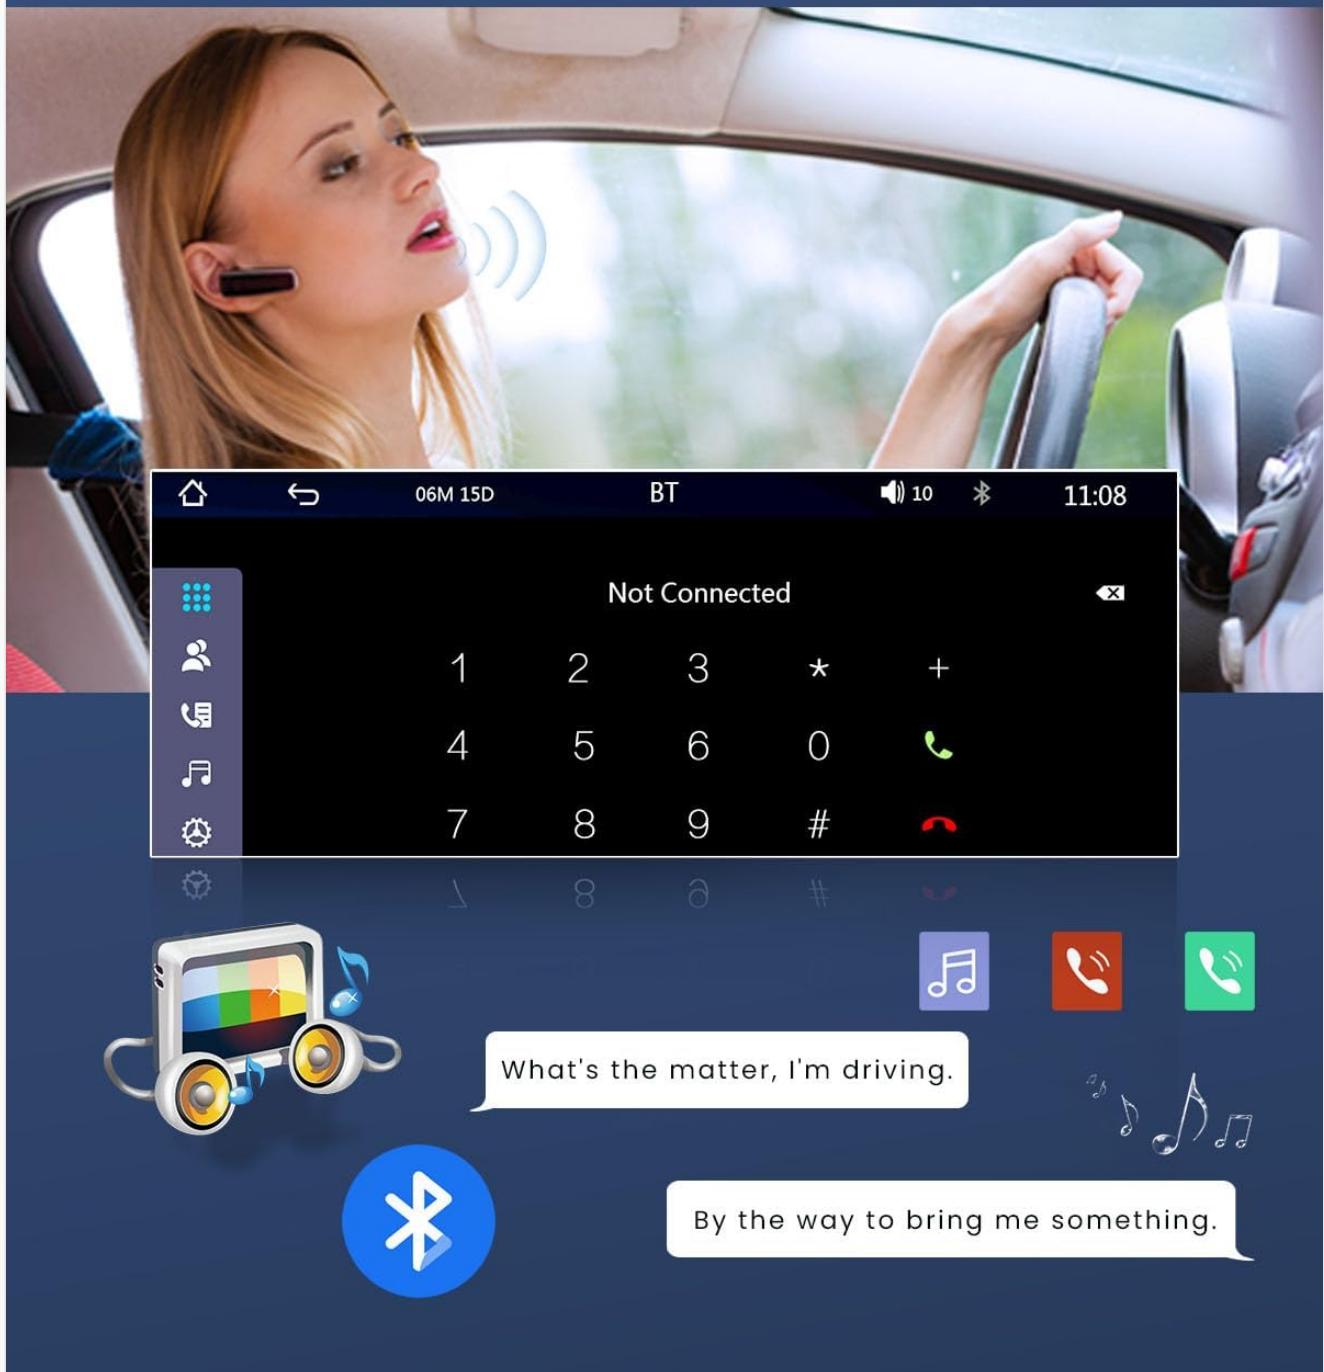 06M 15D BT 10 11:08
Not Connected
1 2 3 * +
4 5 6 0
7 8 9 #
What's the matter, I'm driving.
By the way to bring me something.